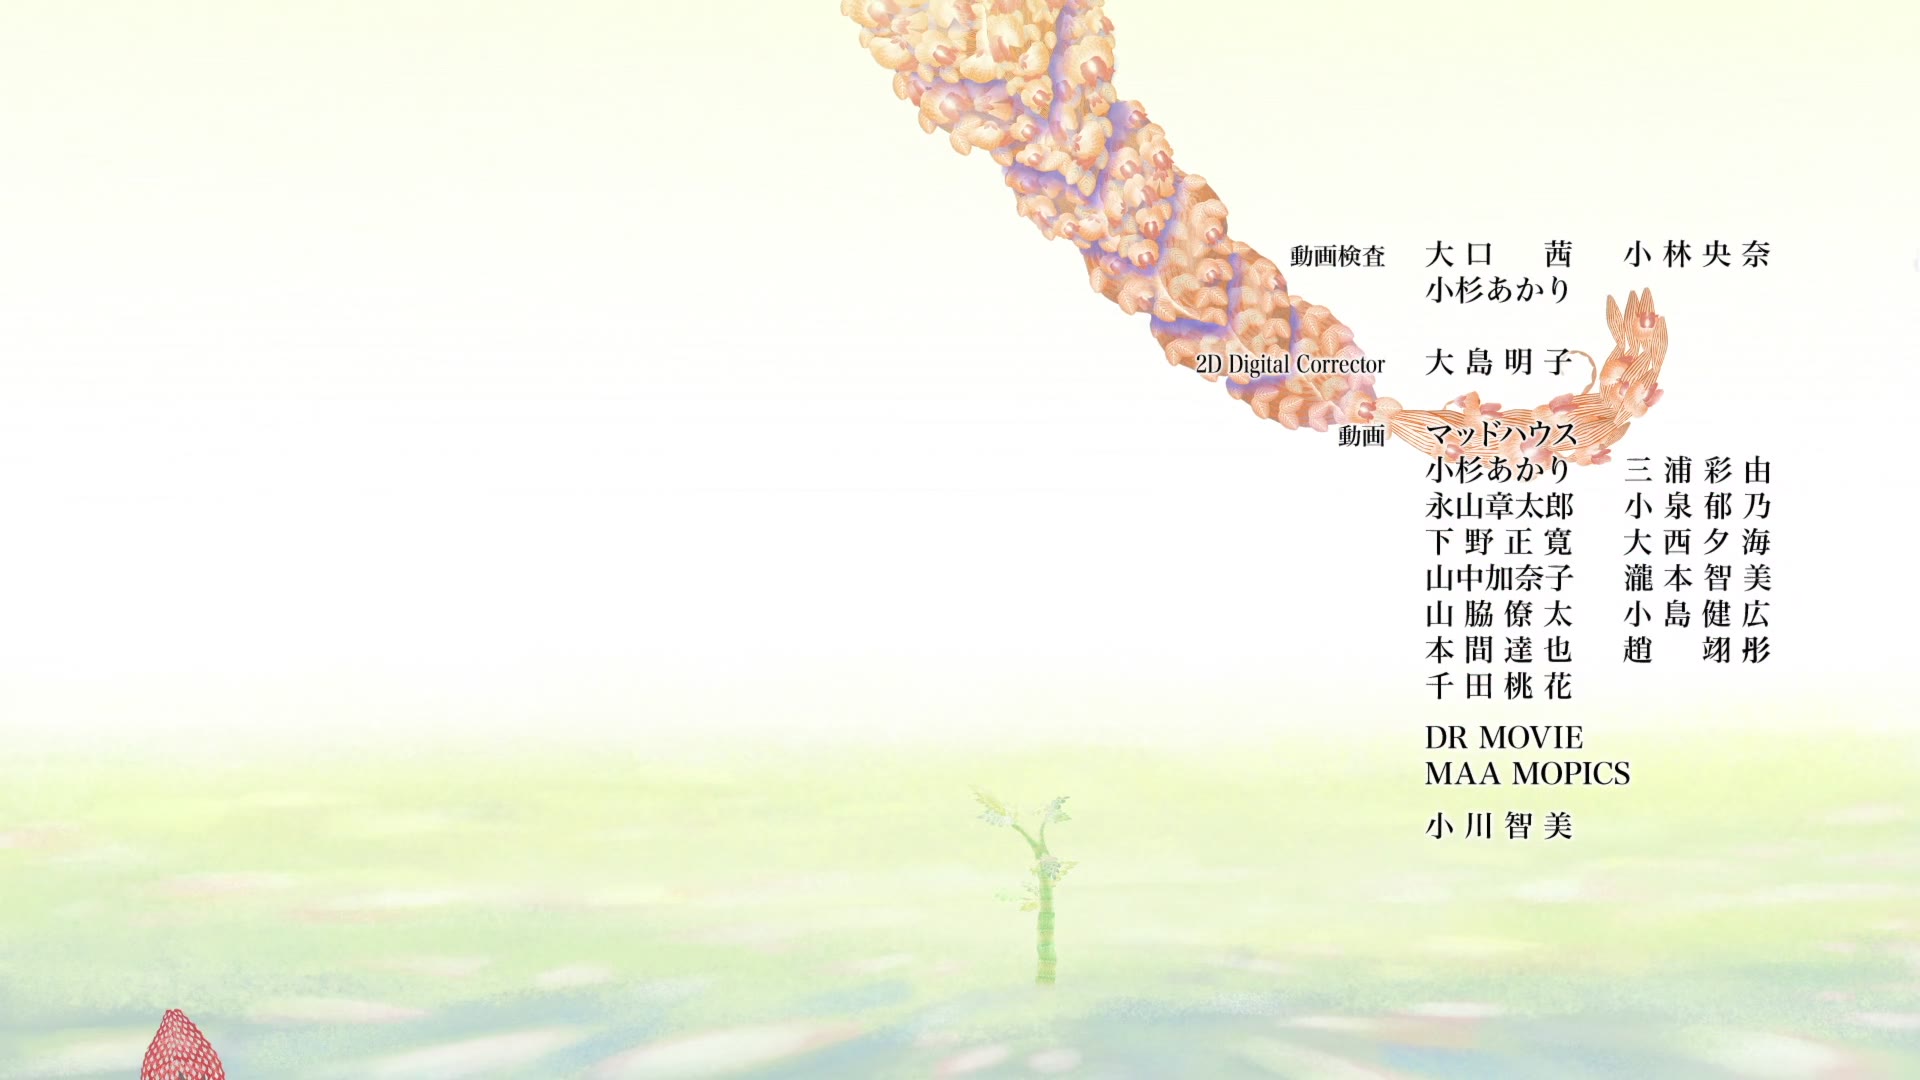 動画検査 大口 茜 小林央奈
小杉あかり
2D Digital Corrector 大島明子
動画 マッドハウス
小杉あかり 三浦彩由
永山章太郎 小泉郁乃
下野正寛 大西夕海
山中加奈子 瀧本智美
山脇僚太 小島健広
本間達也 趙 翊彤
千田桃花
DR MOVIE
MAA MOPICS
小川智美